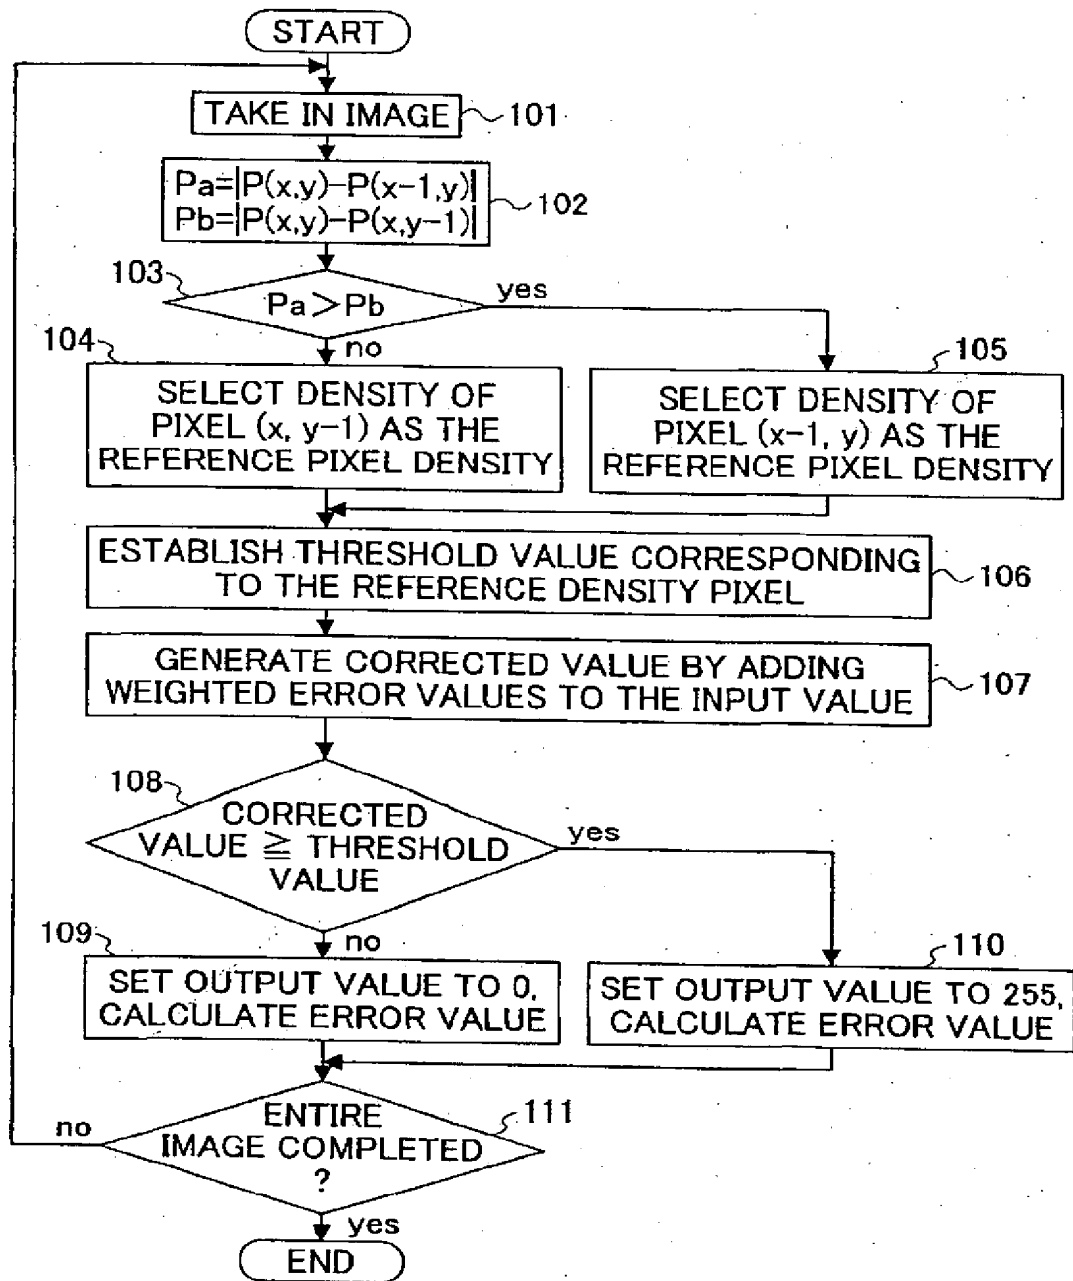 START
TAKE IN IMAGE
101
Pa=|P(x,y)-P(x-1,y)|
Pb=|P(x,y)-P(x,y-1)|
102
103
Pa>Pb
yes
no
104
SELECT DENSITY OF
PIXEL (x, y-1) AS THE
REFERENCE PIXEL DENSITY
105
SELECT DENSITY OF
PIXEL (x-1, y) AS THE
REFERENCE PIXEL DENSITY
ESTABLISH THRESHOLD VALUE CORRESPONDING
TO THE REFERENCE DENSITY PIXEL
106
GENERATE CORRECTED VALUE BY ADDING
WEIGHTED ERROR VALUES TO THE INPUT VALUE
107
108
CORRECTED
VALUE ≧ THRESHOLD
VALUE
yes
no
109
SET OUTPUT VALUE TO 0,
CALCULATE ERROR VALUE
110
SET OUTPUT VALUE TO 255,
CALCULATE ERROR VALUE
111
ENTIRE
IMAGE COMPLETED
?
no
yes
END